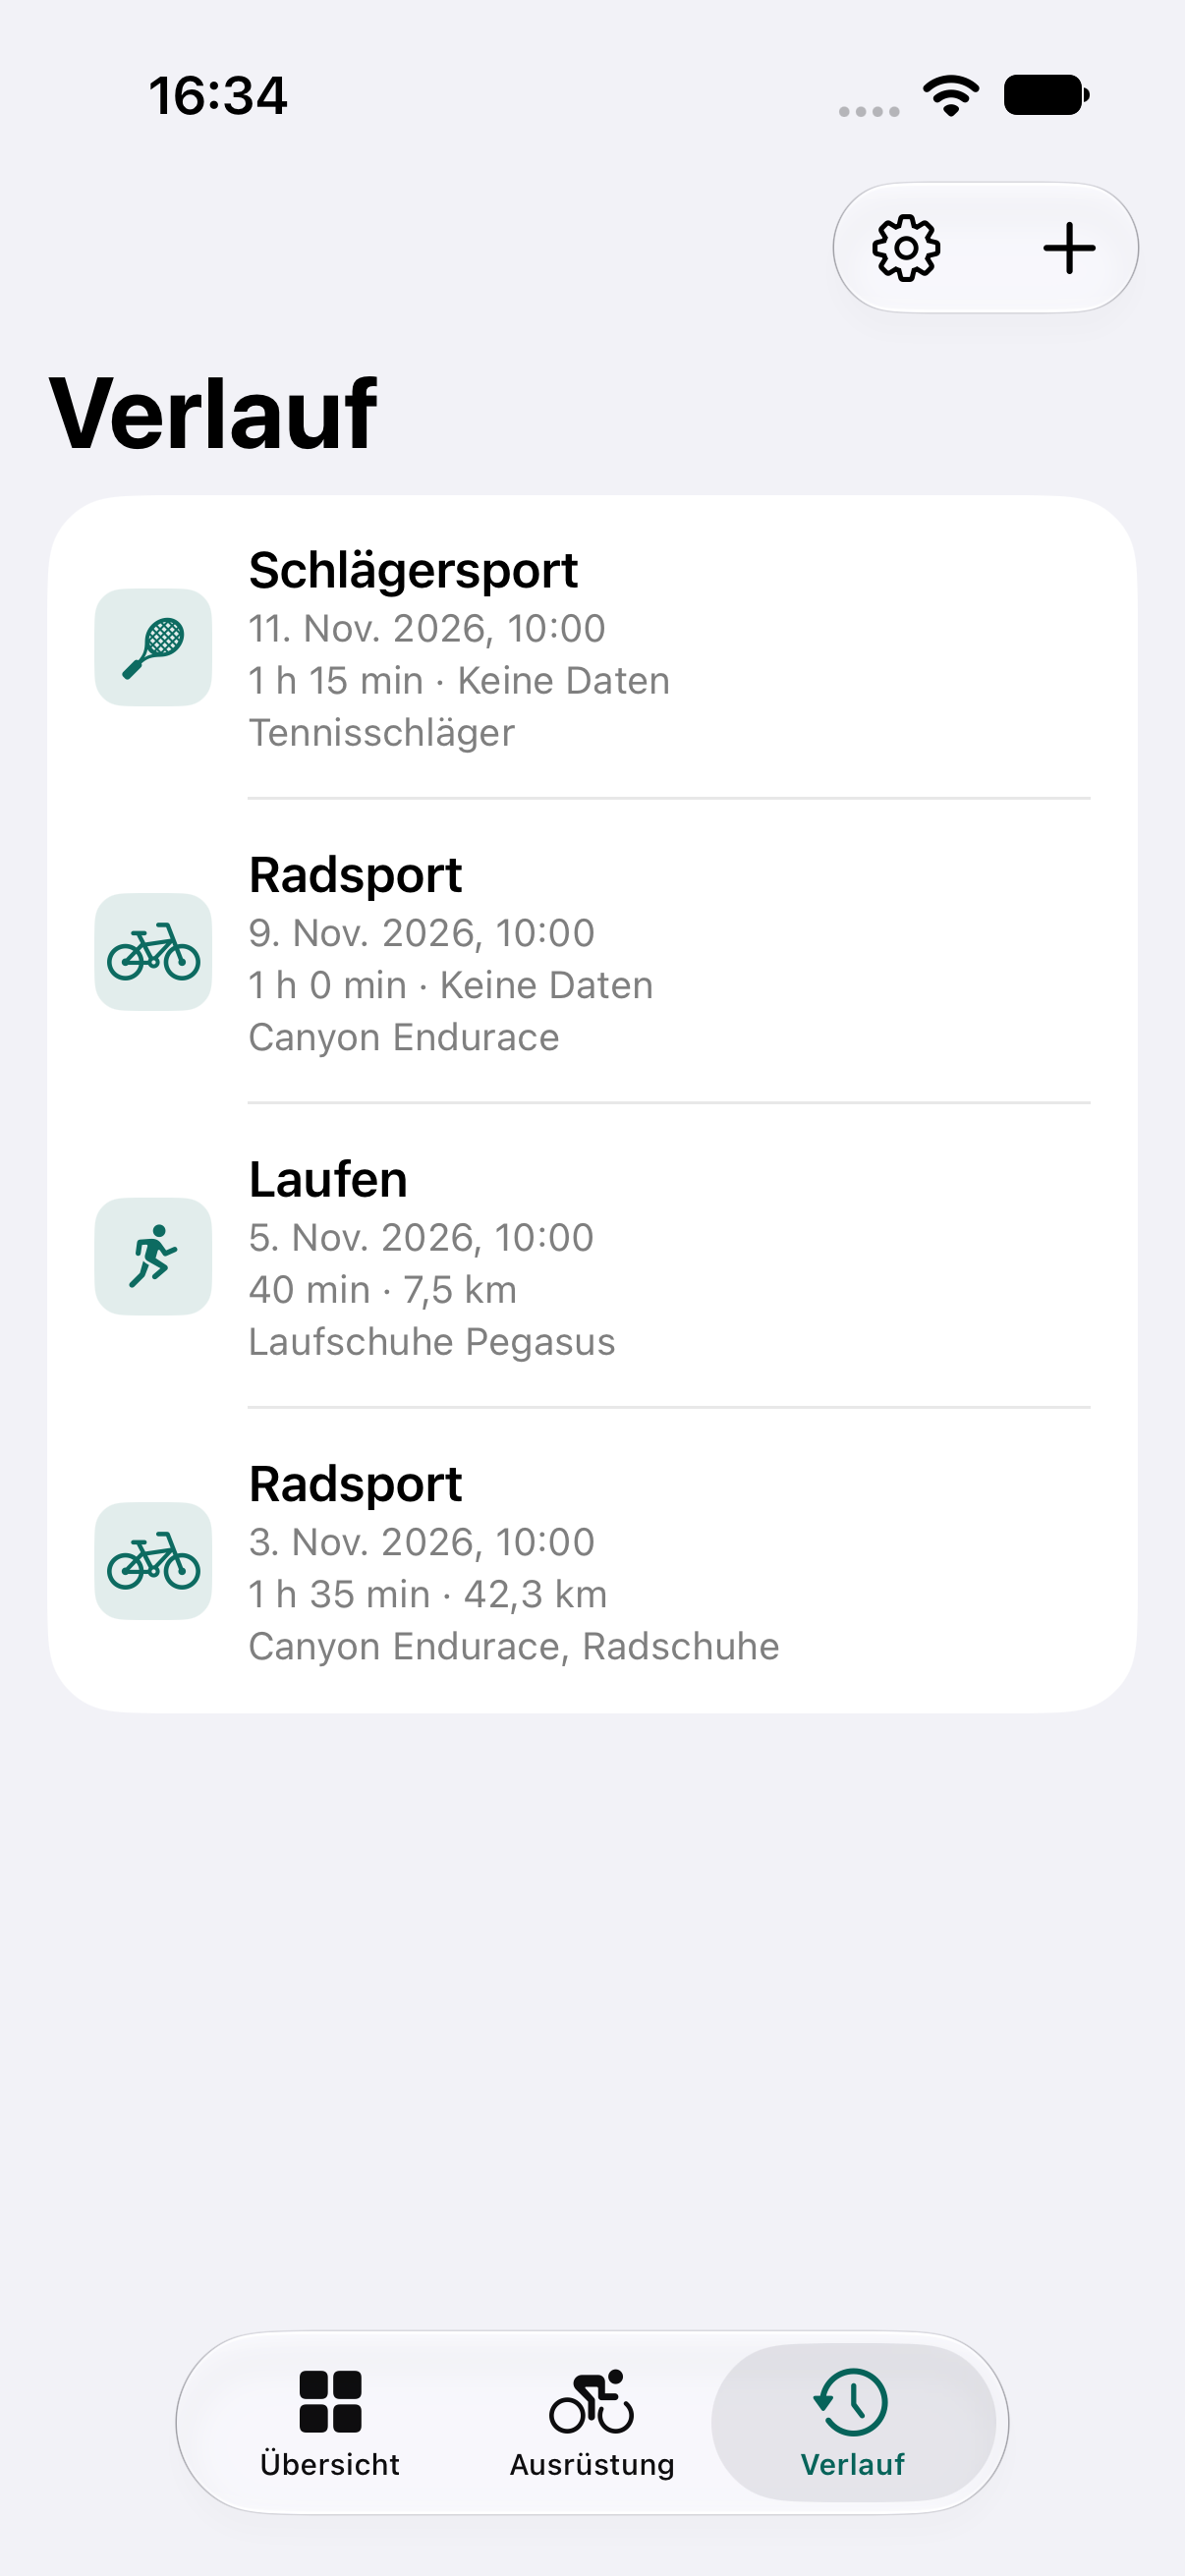 16:34
Verlauf
Schlägersport
11. Nov. 2026, 10:00
1 h 15 min · Keine Daten
Tennisschläger
Radsport
9. Nov. 2026, 10:00
1 h 0 min · Keine Daten
Canyon Endurace
Laufen
5. Nov. 2026, 10:00
40 min · 7,5 km
Laufschuhe Pegasus
Radsport
3. Nov. 2026, 10:00
1 h 35 min · 42,3 km
Canyon Endurace, Radschuhe
Übersicht
Ausrüstung
Verlauf